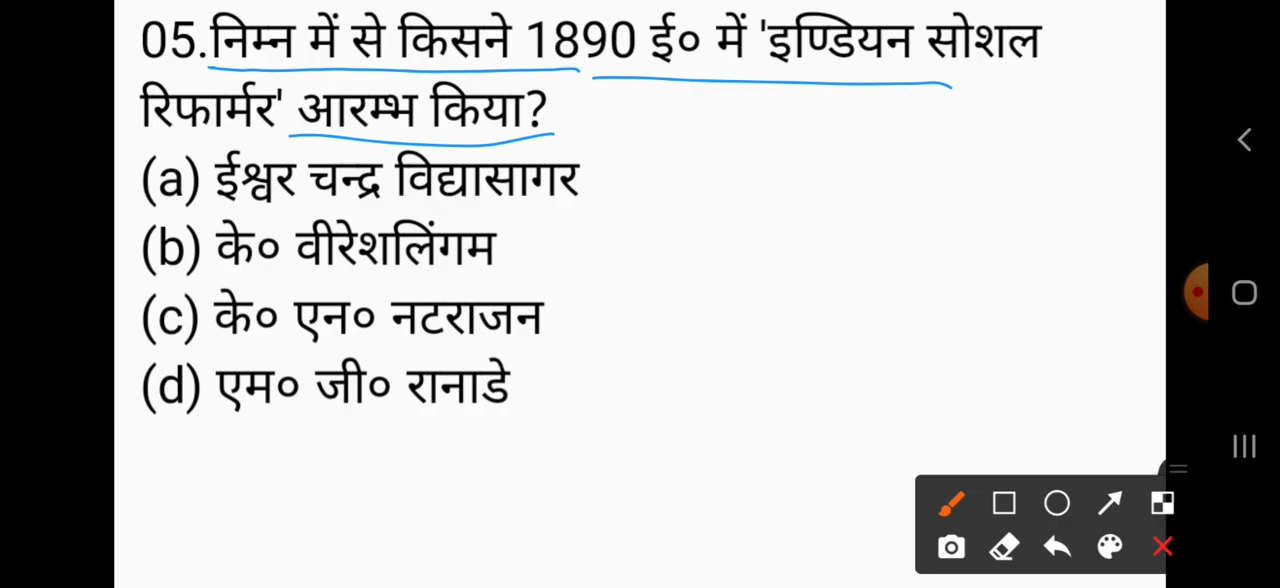 05.निम्न में से किसने 1890 ई० में 'इण्डियन सोशल
रिफार्मर' आरम्भ किया?
(a) ईश्वर चन्द्र विद्यासागर
(b) के० वीरेशलिंगम
(c) के० एन० नटराजन
(d) एम० जी० रानाडे